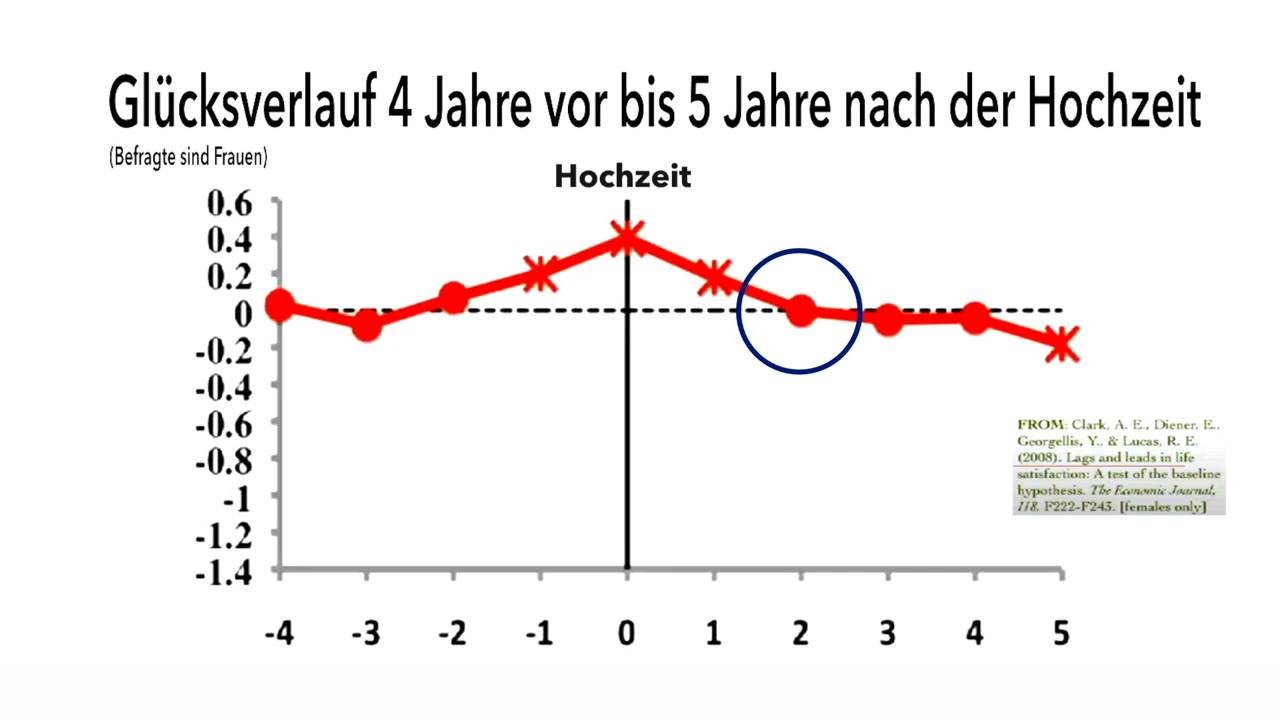 Glücksverlauf 4 Jahre vor bis 5 Jahre nach der Hochzeit
(Befragte sind Frauen)
Hochzeit
0.6
0.4
0.2
0
-0.2
-0.4
-0.6
-0.8
-1
-1.2
-1.4
-4 -3 -2 -1 0 1 2 3 4 5
FROM: Clark, A. E., Diener, E.,
Georgellis, Y., & Lucas, R. E.
(2008). Lags and leads in life
satisfaction: A test of the baseline
hypothesis. The Economic Journal,
118, F222-F243. [females only]